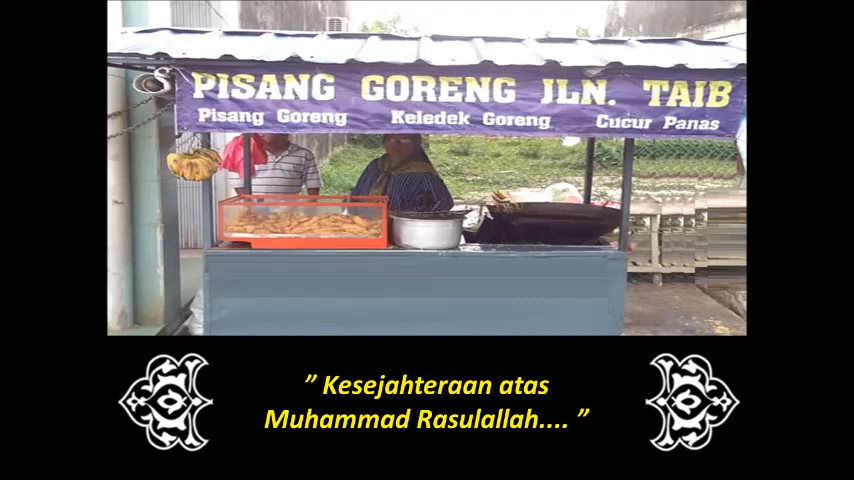 PISANG GORENG JLN. TAIB
Pisang Goreng Keledek Goreng Cucur Panas
” Kesejahteraan atas
Muhammad Rasulallah.... ”